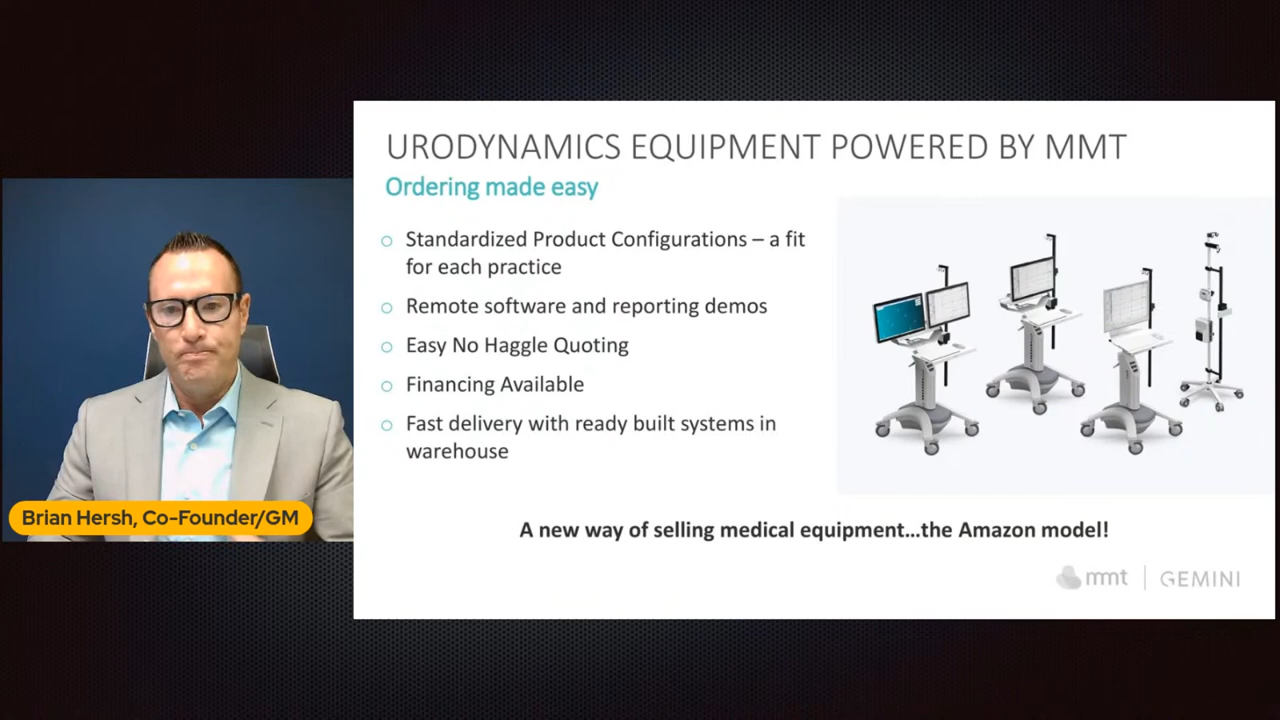 URODYNAMICS EQUIPMENT POWERED BY MMT
Ordering made easy
○ Standardized Product Configurations – a fit
for each practice
○ Remote software and reporting demos
○ Easy No Haggle Quoting
○ Financing Available
○ Fast delivery with ready built systems in
warehouse
Brian Hersh, Co-Founder/GM
A new way of selling medical equipment...the Amazon model!
mmt | GEMINI